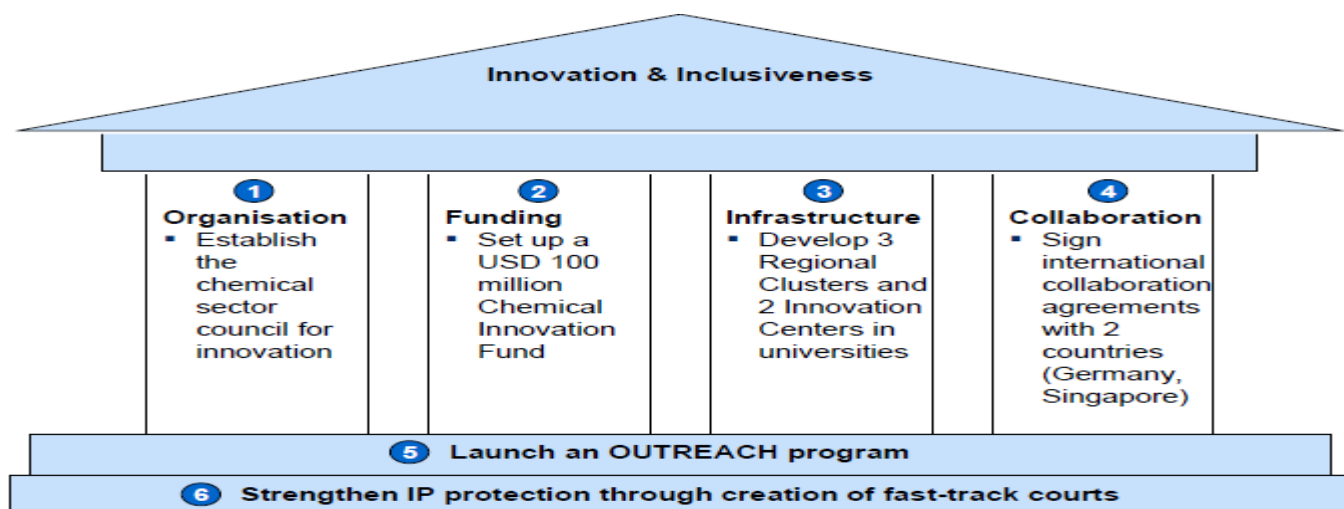 Innovation & Inclusiveness
1
Organisation
▪ Establish
the
chemical
sector
council for
innovation
2
Funding
▪ Set up a
USD 100
million
Chemical
Innovation
Fund
3
Infrastructure
▪ Develop 3
Regional
Clusters and
2 Innovation
Centers in
universities
4
Collaboration
▪ Sign
international
collaboration
agreements
with 2
countries
(Germany,
Singapore)
5 Launch an OUTREACH program
6 Strengthen IP protection through creation of fast-track courts